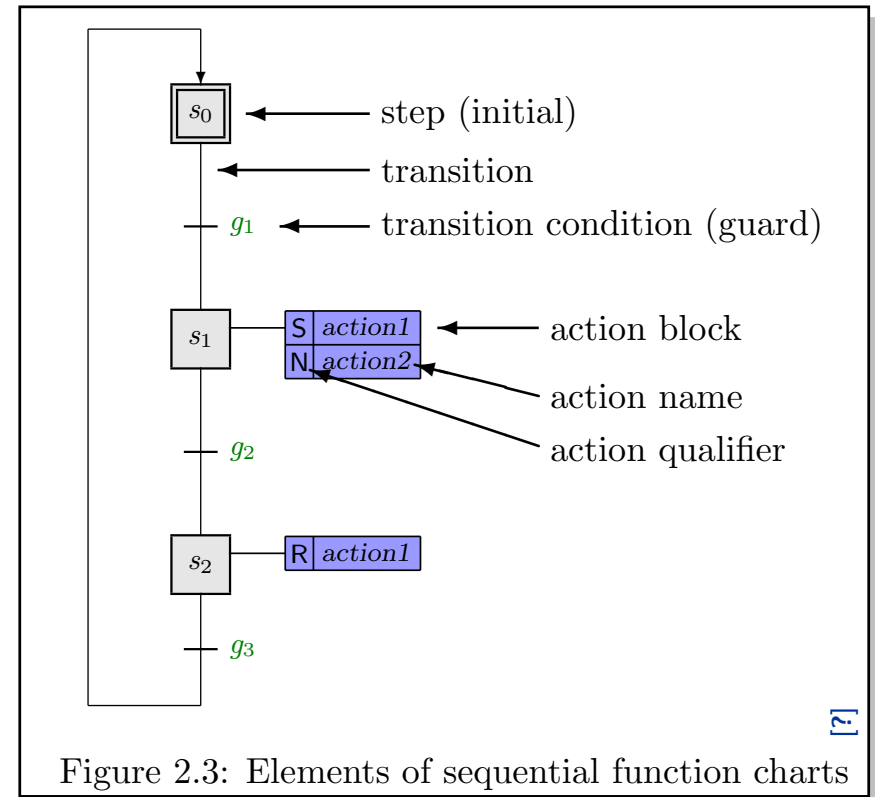 s0 step (initial)
transition
g1 transition condition (guard)
s1 S action1 action block
N action2
action name
g2 action qualifier
s2 R action1
g3
[?]
Figure 2.3: Elements of sequential function charts